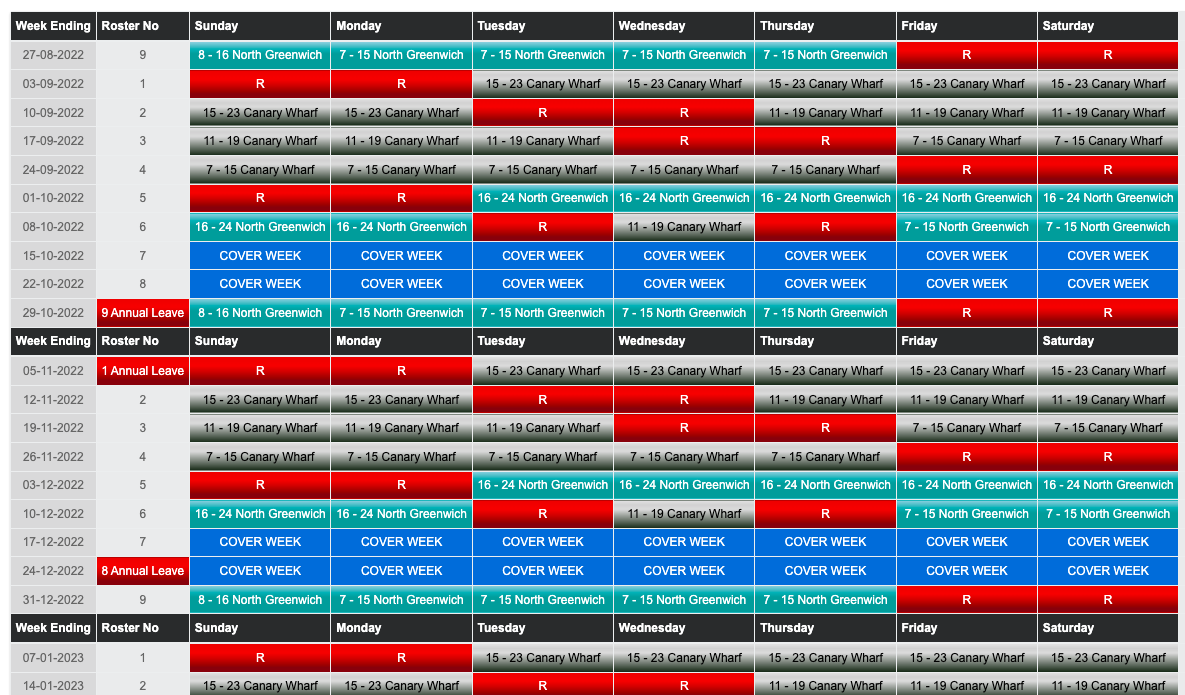 Week Ending Roster No Sunday Monday Tuesday Wednesday Thursday Friday Saturday
27-08-2022 9 8 - 16 North Greenwich 7 - 15 North Greenwich 7 - 15 North Greenwich 7 - 15 North Greenwich 7 - 15 North Greenwich R R
03-09-2022 1 R R 15 - 23 Canary Wharf 15 - 23 Canary Wharf 15 - 23 Canary Wharf 15 - 23 Canary Wharf 15 - 23 Canary Wharf
10-09-2022 2 15 - 23 Canary Wharf 15 - 23 Canary Wharf R R 11 - 19 Canary Wharf 11 - 19 Canary Wharf 11 - 19 Canary Wharf
17-09-2022 3 11 - 19 Canary Wharf 11 - 19 Canary Wharf 11 - 19 Canary Wharf R R 7 - 15 Canary Wharf 7 - 15 Canary Wharf
24-09-2022 4 7 - 15 Canary Wharf 7 - 15 Canary Wharf 7 - 15 Canary Wharf 7 - 15 Canary Wharf 7 - 15 Canary Wharf R R
01-10-2022 5 R R 16 - 24 North Greenwich 16 - 24 North Greenwich 16 - 24 North Greenwich 16 - 24 North Greenwich 16 - 24 North Greenwich
08-10-2022 6 16 - 24 North Greenwich 16 - 24 North Greenwich R 11 - 19 Canary Wharf R 7 - 15 North Greenwich 7 - 15 North Greenwich
15-10-2022 7 COVER WEEK COVER WEEK COVER WEEK COVER WEEK COVER WEEK COVER WEEK COVER WEEK
22-10-2022 8 COVER WEEK COVER WEEK COVER WEEK COVER WEEK COVER WEEK COVER WEEK COVER WEEK
29-10-2022 9 Annual Leave 8 - 16 North Greenwich 7 - 15 North Greenwich 7 - 15 North Greenwich 7 - 15 North Greenwich 7 - 15 North Greenwich R R
Week Ending Roster No Sunday Monday Tuesday Wednesday Thursday Friday Saturday
05-11-2022 1 Annual Leave R R 15 - 23 Canary Wharf 15 - 23 Canary Wharf 15 - 23 Canary Wharf 15 - 23 Canary Wharf 15 - 23 Canary Wharf
12-11-2022 2 15 - 23 Canary Wharf 15 - 23 Canary Wharf R R 11 - 19 Canary Wharf 11 - 19 Canary Wharf 11 - 19 Canary Wharf
19-11-2022 3 11 - 19 Canary Wharf 11 - 19 Canary Wharf 11 - 19 Canary Wharf R R 7 - 15 Canary Wharf 7 - 15 Canary Wharf
26-11-2022 4 7 - 15 Canary Wharf 7 - 15 Canary Wharf 7 - 15 Canary Wharf 7 - 15 Canary Wharf 7 - 15 Canary Wharf R R
03-12-2022 5 R R 16 - 24 North Greenwich 16 - 24 North Greenwich 16 - 24 North Greenwich 16 - 24 North Greenwich 16 - 24 North Greenwich
10-12-2022 6 16 - 24 North Greenwich 16 - 24 North Greenwich R 11 - 19 Canary Wharf R 7 - 15 North Greenwich 7 - 15 North Greenwich
17-12-2022 7 COVER WEEK COVER WEEK COVER WEEK COVER WEEK COVER WEEK COVER WEEK COVER WEEK
24-12-2022 8 Annual Leave COVER WEEK COVER WEEK COVER WEEK COVER WEEK COVER WEEK COVER WEEK COVER WEEK
31-12-2022 9 8 - 16 North Greenwich 7 - 15 North Greenwich 7 - 15 North Greenwich 7 - 15 North Greenwich 7 - 15 North Greenwich R R
Week Ending Roster No Sunday Monday Tuesday Wednesday Thursday Friday Saturday
07-01-2023 1 R R 15 - 23 Canary Wharf 15 - 23 Canary Wharf 15 - 23 Canary Wharf 15 - 23 Canary Wharf 15 - 23 Canary Wharf
14-01-2023 2 15 - 23 Canary Wharf 15 - 23 Canary Wharf R R 11 - 19 Canary Wharf 11 - 19 Canary Wharf 11 - 19 Canary Wharf